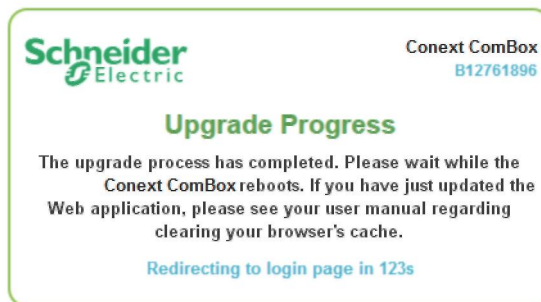 Schneider
Electric
Conext ComBox
B12761896
Upgrade Progress
The upgrade process has completed. Please wait while the
Conext ComBox reboots. If you have just updated the
Web application, please see your user manual regarding
clearing your browser's cache.
Redirecting to login page in 123s